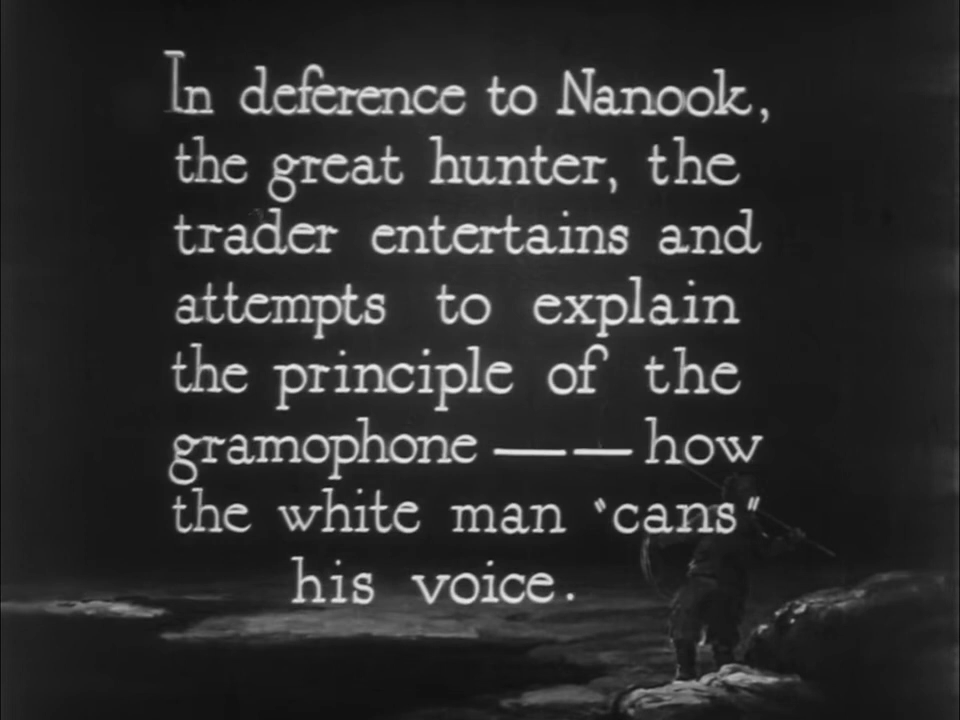 In deference to Nanook,
the great hunter, the
trader entertains and
attempts to explain
the principle of the
gramophone — — how
the white man "cans"
his voice.